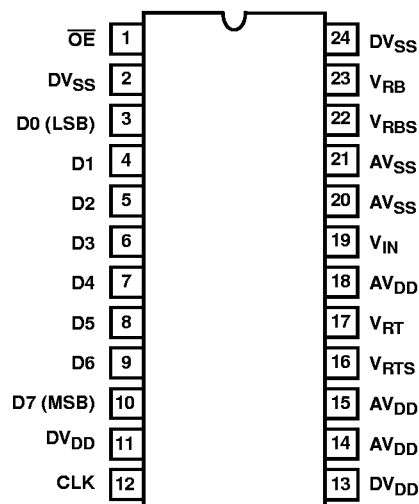 OE 1 24 DVSS
DVSS 2 23 VRB
D0 (LSB) 3 22 VRBS
D1 4 21 AVSS
D2 5 20 AVSS
D3 6 19 VIN
D4 7 18 AVDD
D5 8 17 VRT
D6 9 16 VRTS
D7 (MSB) 10 15 AVDD
DVDD 11 14 AVDD
CLK 12 13 DVDD